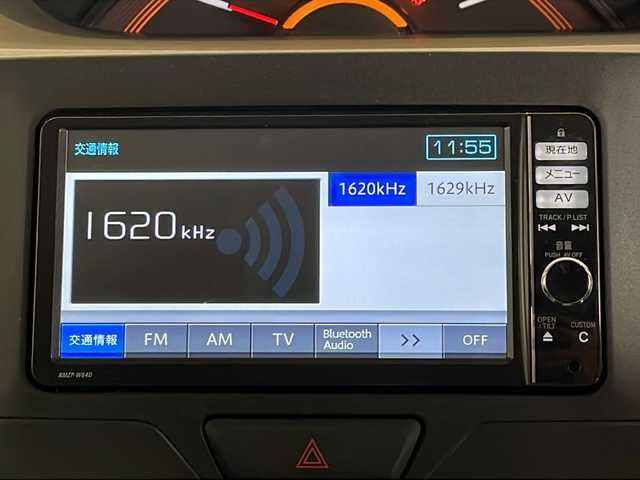 交通情報
11:55
1620kHz
1620kHz 1629kHz
交通情報 FM AM TV Bluetooth Audio >> OFF
現在地
メニュー
AV
TRACK / P.LIST
音量
PUSH AV OFF
OPEN /TILT
CUSTOM
C